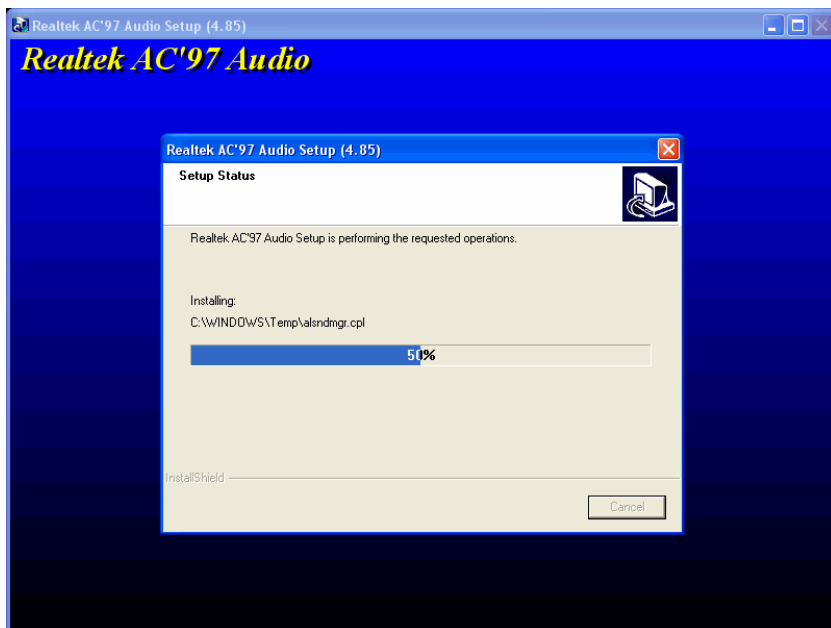 Realtek AC'97 Audio Setup (4.85)
Realtek AC'97 Audio
Realtek AC'97 Audio Setup (4.85)
Setup Status
Realtek AC'97 Audio Setup is performing the requested operations.
Installing:
C:\WINDOWS\Temp\alsndmgr.cpl
50%
InstallShield
Cancel